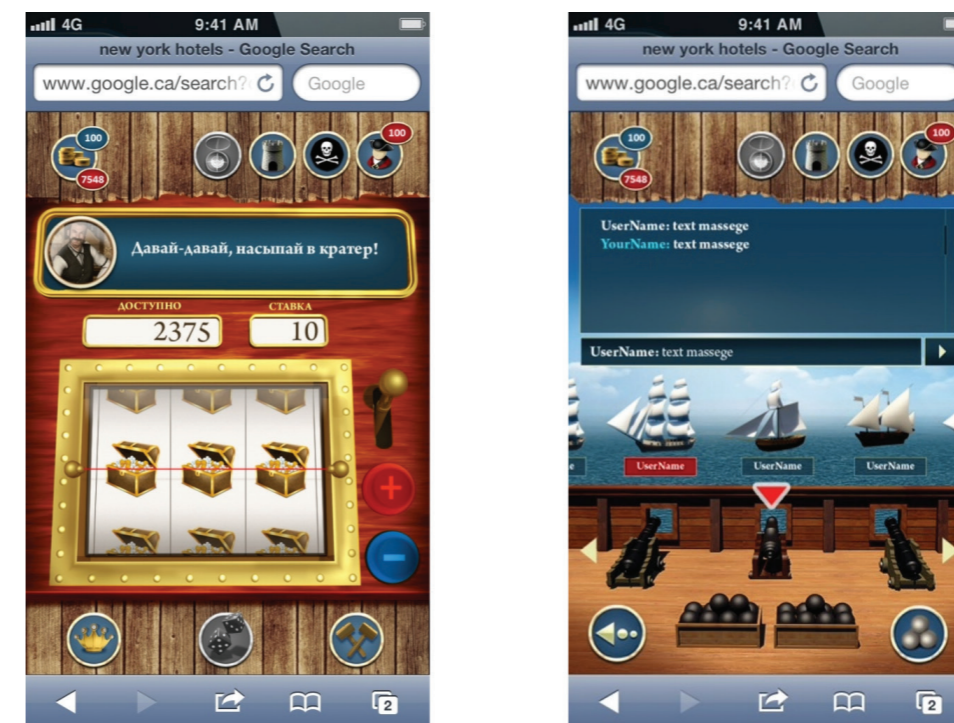 4G 9:41 AM
new york hotels - Google Search
www.google.ca/search? Google
100
100
7548
Давай-давай, насыпай в кратер!
ДОСТУПНО СТАВКА
2375 10
+
-
2
4G 9:41 AM
new york hotels - Google Search
www.google.ca/search? Google
100
100
7548
UserName: text massege
YourName: text massege
UserName: text massege
UserName UserName UserName
2